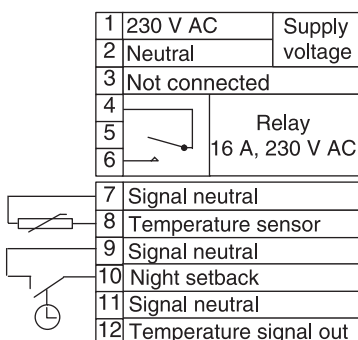 1 230 V AC Supply
2 Neutral voltage
3 Not connected
4
5 Relay
6 16 A, 230 V AC
7 Signal neutral
8 Temperature sensor
9 Signal neutral
10 Night setback
11 Signal neutral
12 Temperature signal out